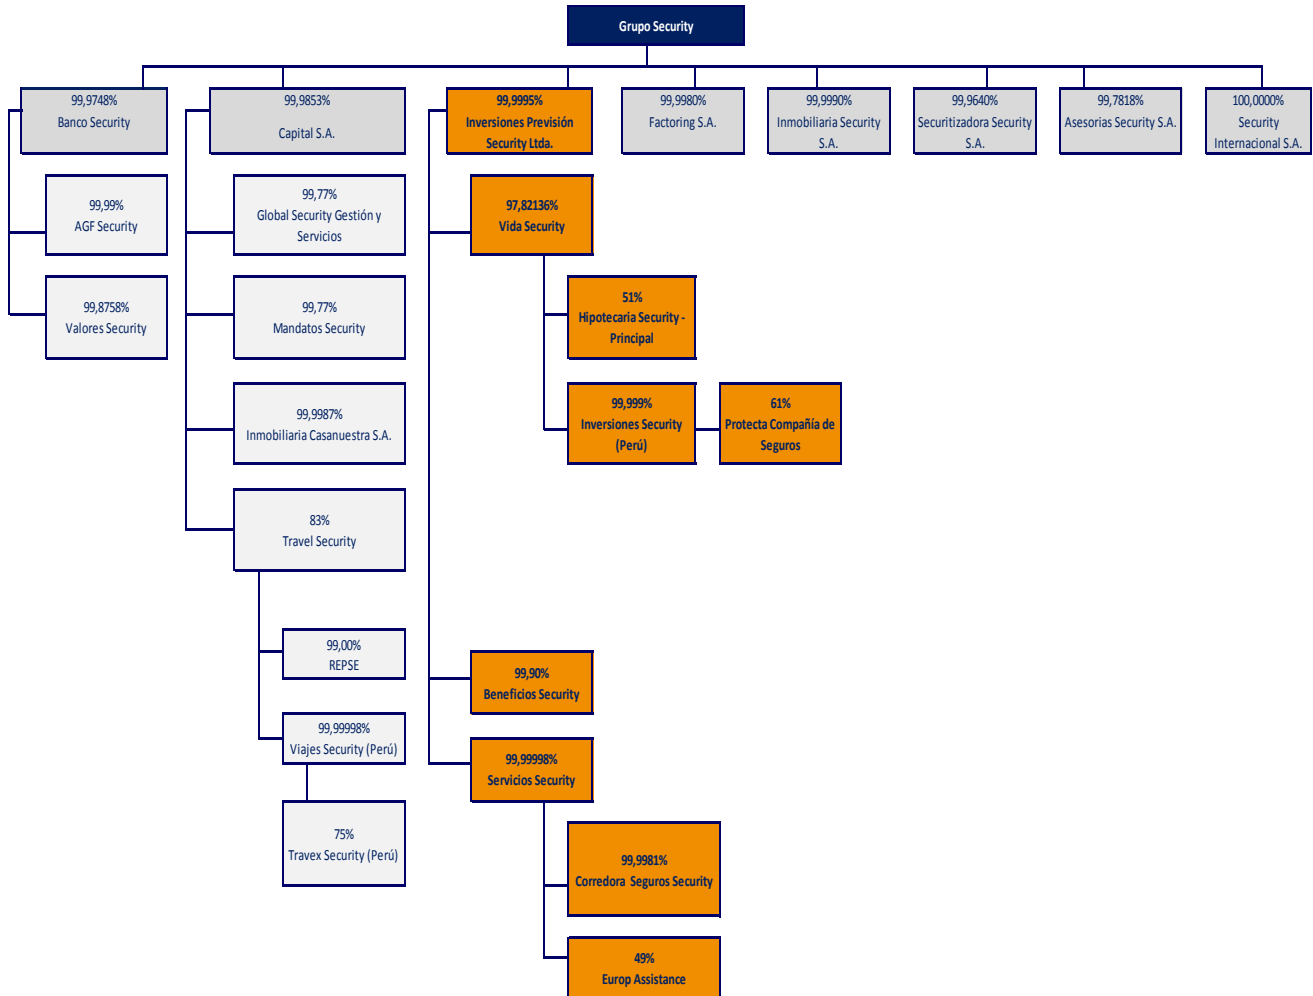 Grupo Security
99,9748%
Banco Security
99,9853%
Capital S.A.
99,9995%
Inversiones Previsión
Security Ltda.
99,9980%
Factoring S.A.
99,9990%
Inmobiliaria Security
S.A.
99,9640%
Securitizadora Security
S.A.
99,7818%
Asesorias Security S.A.
100,0000%
Security
Internacional S.A.
99,99%
AGF Security
99,8758%
Valores Security
99,77%
Global Security Gestión y
Servicios
99,77%
Mandatos Security
99,9987%
Inmobiliaria Casanuestra S.A.
83%
Travel Security
99,00%
REPSE
99,99998%
Viajes Security (Perú)
75%
Travex Security (Perú)
97,82136%
Vida Security
51%
Hipotecaria Security -
Principal
99,999%
Inversiones Security
(Perú)
61%
Protecta Compañía de
Seguros
99,90%
Beneficios Security
99,99998%
Servicios Security
99,9981%
Corredora Seguros Security
49%
Europ Assistance